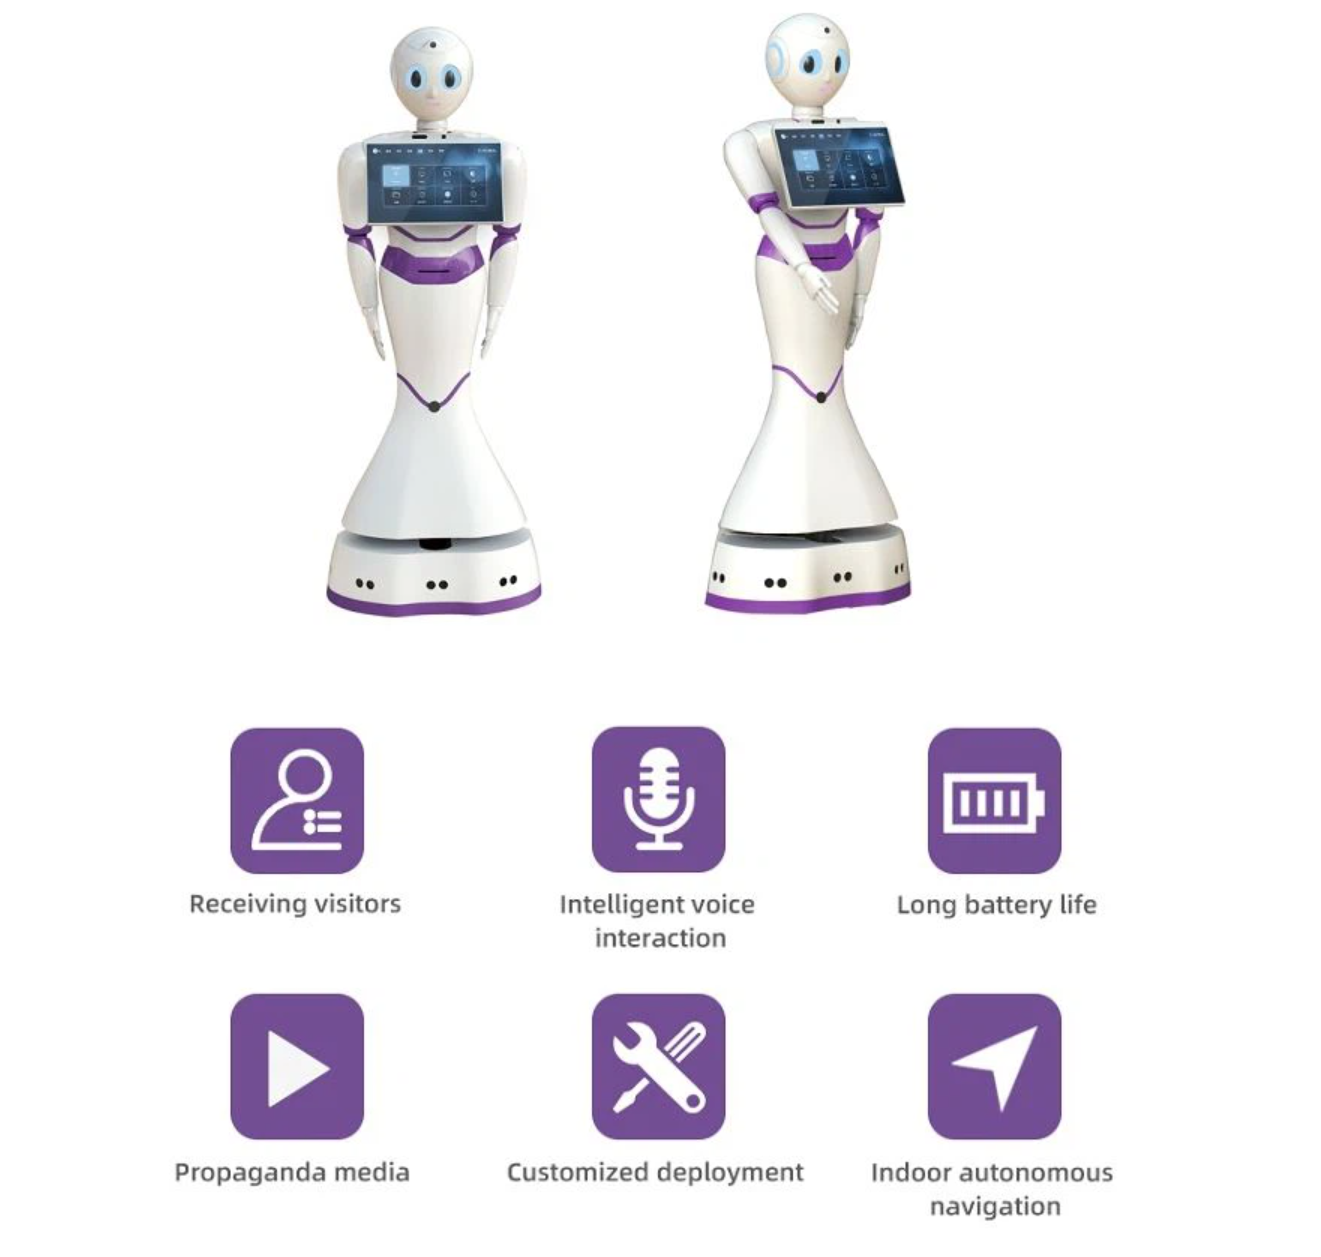 Receiving visitors
Intelligent voice
interaction
Long battery life
Propaganda media
Customized deployment
Indoor autonomous
navigation